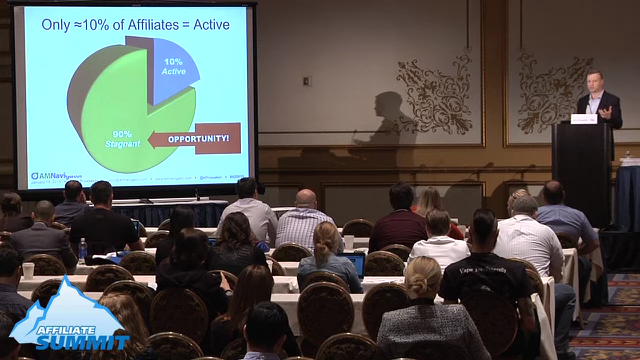 Only ≈10% of Affiliates = Active
10%
Active
90%
Stagnant
OPPORTUNITY!
AMNavigator
AFFILIATE
SUMMIT